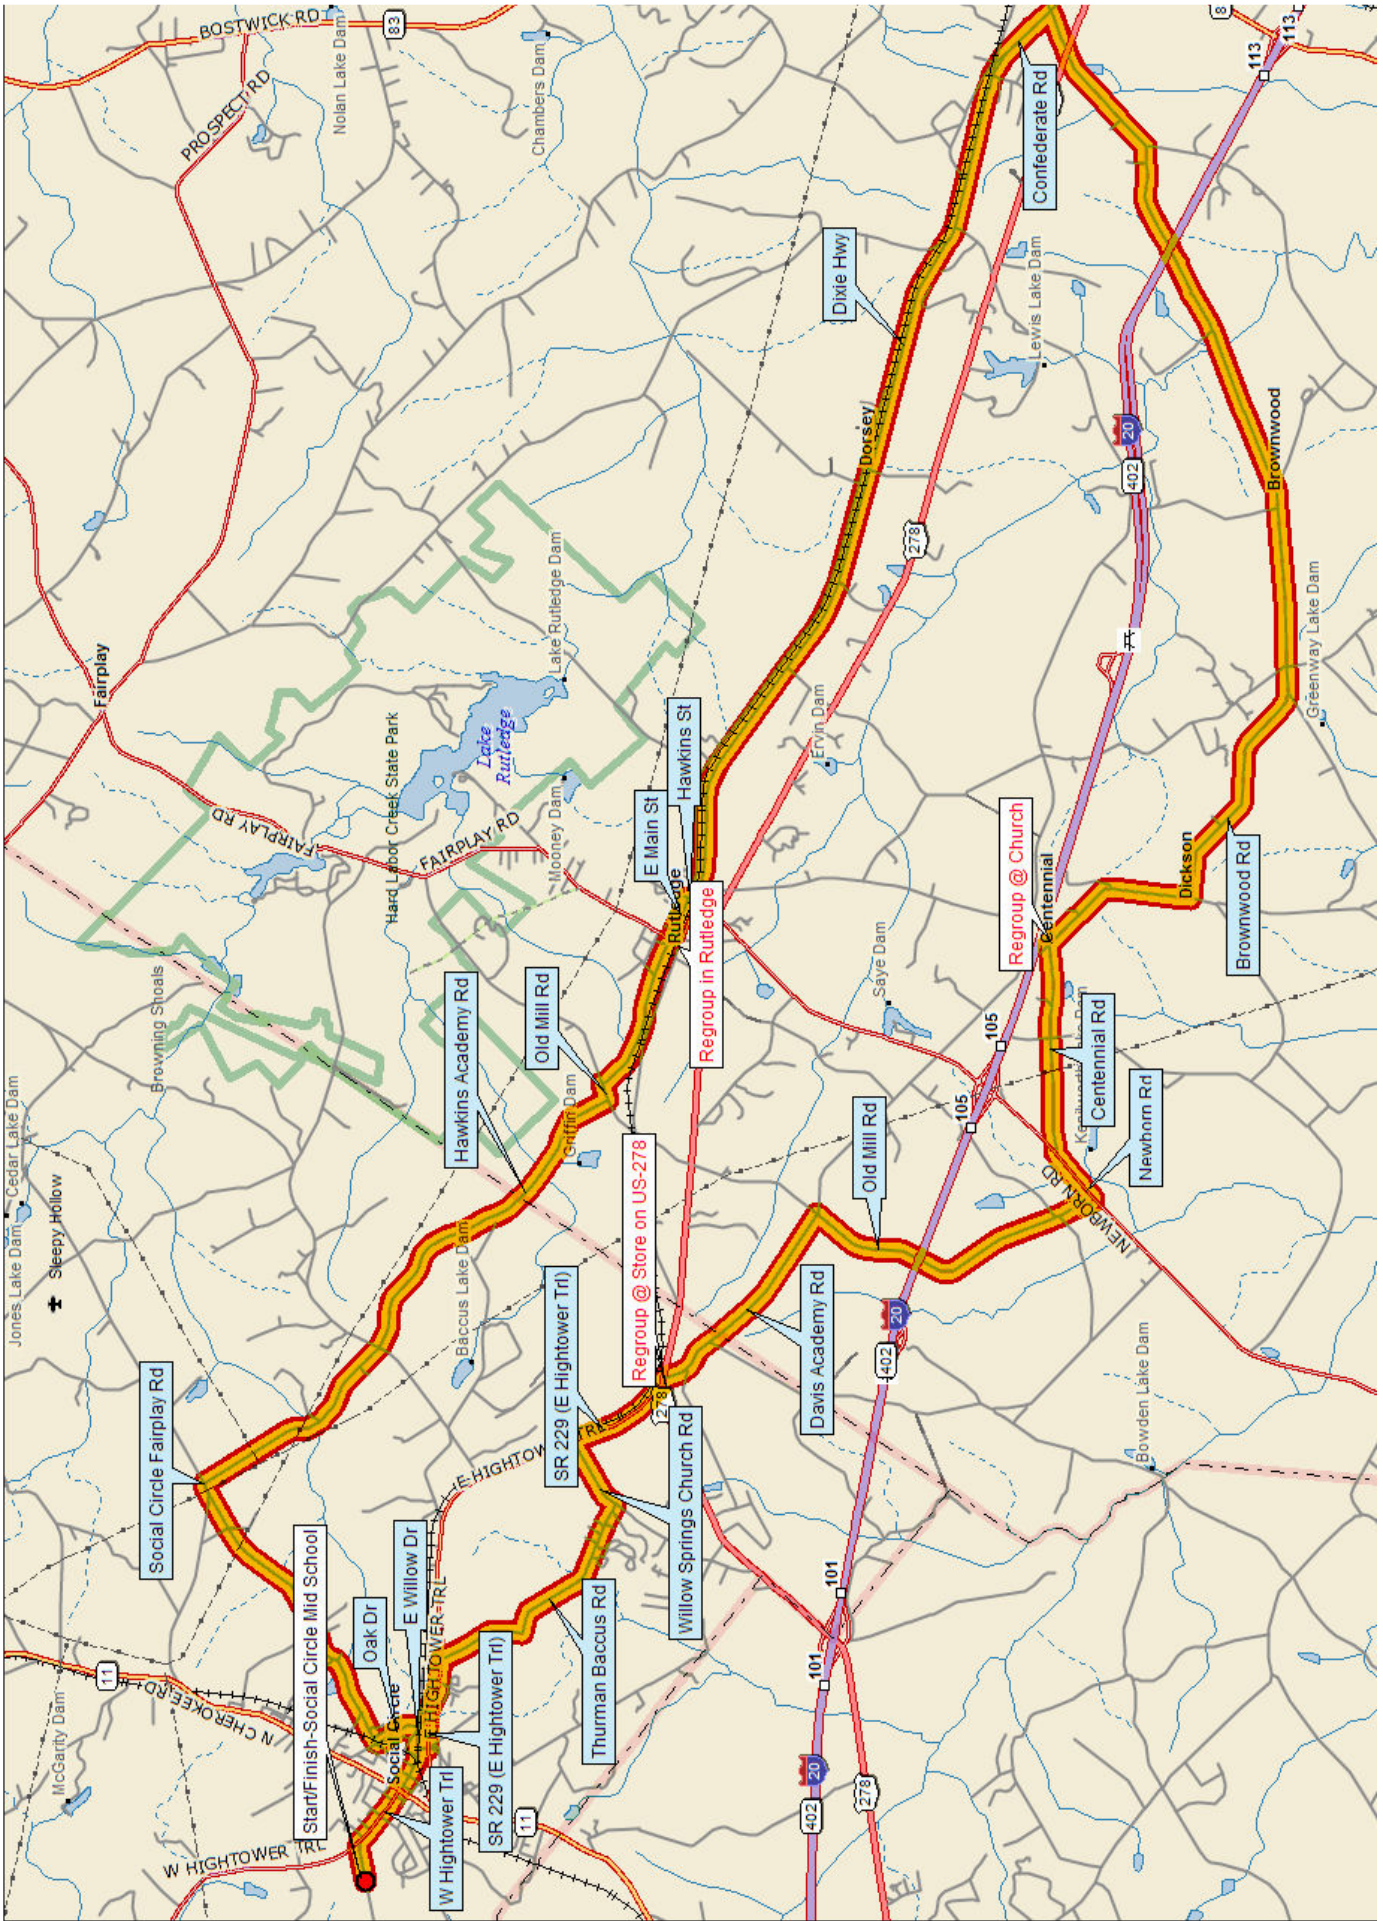 BOSTWICK RD
83
PROSPECT RD
Nolan Lake Dam
Chambers Dam
113
113
8
Confederate Rd
Dixie Hwy
Lewis Lake Dam
Dorsey
20
402
Brownwood
278
Fairplay
FAIRPLAY RD
Hard Labor Creek State Park
Lake
Rutledge
Lake Rutledge Dam
FAIRPLAY RD
Mooney Dam
Ervin Dam
Greenway Lake Dam
Hawkins St
E Main St
Rutledge
Regroup in Rutledge
Regroup @ Church
Centennial
Dickson
Brownwood Rd
Saye Dam
Browning Shoals
Hawkins Academy Rd
Old Mill Rd
Griffin Dam
105
105
Centennial Rd
Newborn Rd
NEWBORN RD
Old Mill Rd
Cedar Lake Dam
Jones Lake Dam
Sleepy Hollow
Baccus Lake Dam
Regroup @ Store on US-278
278
SR 229 (E Hightower Trl)
Davis Academy Rd
20
402
Bowden Lake Dam
Social Circle Fairplay Rd
Willow Springs Church Rd
Start/Finish-Social Circle Mid School
Oak Dr
E Willow Dr
E HIGHTOWER TRL
Thurman Baccus Rd
SR 229 (E Hightower Trl)
Social Circle
W Hightower Trl
W HIGHTOWER TRL
N CHEROKEE RD
11
11
McGarity Dam
101
101
20
402
278